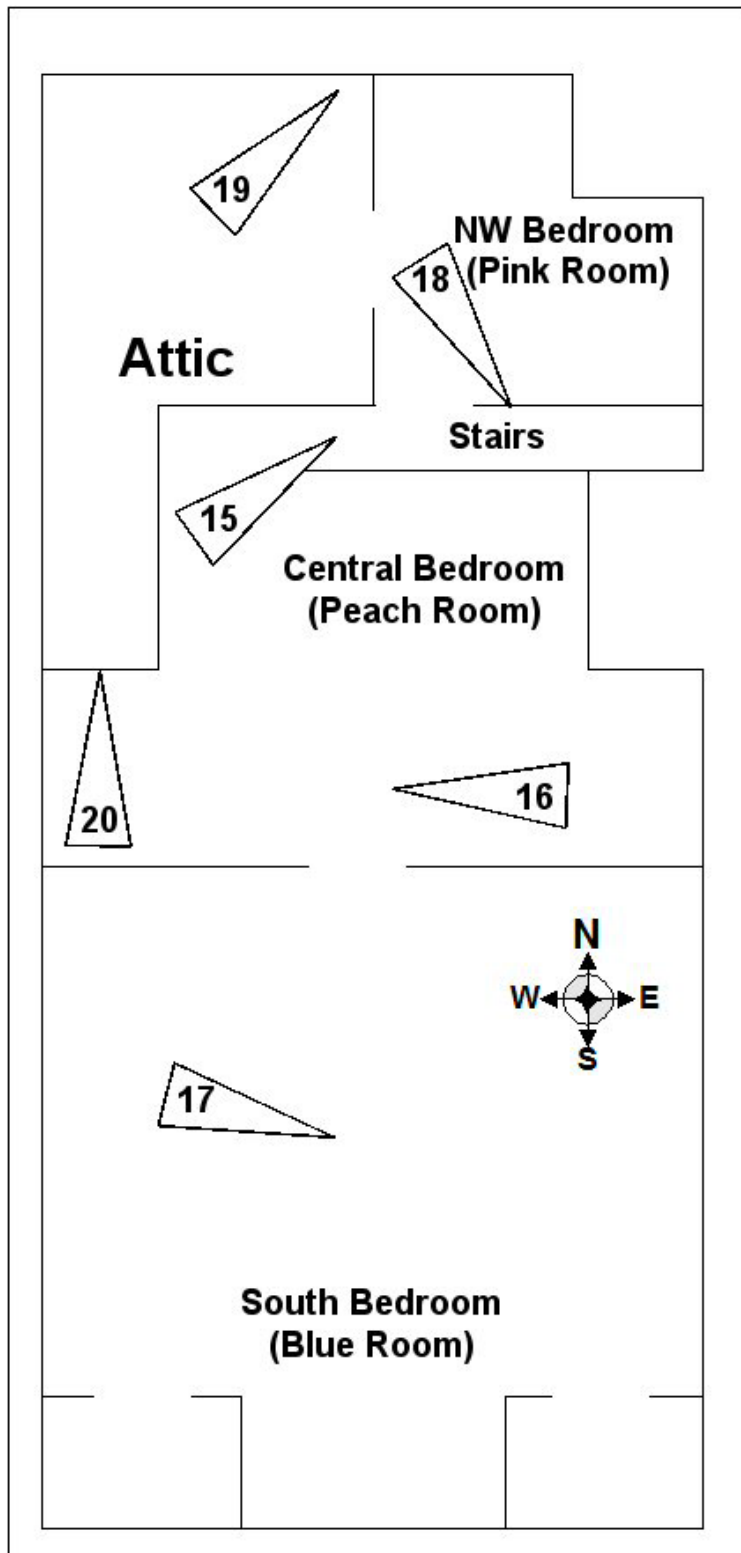 19
NW Bedroom
(Pink Room)
18
Attic
Stairs
15
Central Bedroom
(Peach Room)
16
20
N
W E
S
17
South Bedroom
(Blue Room)